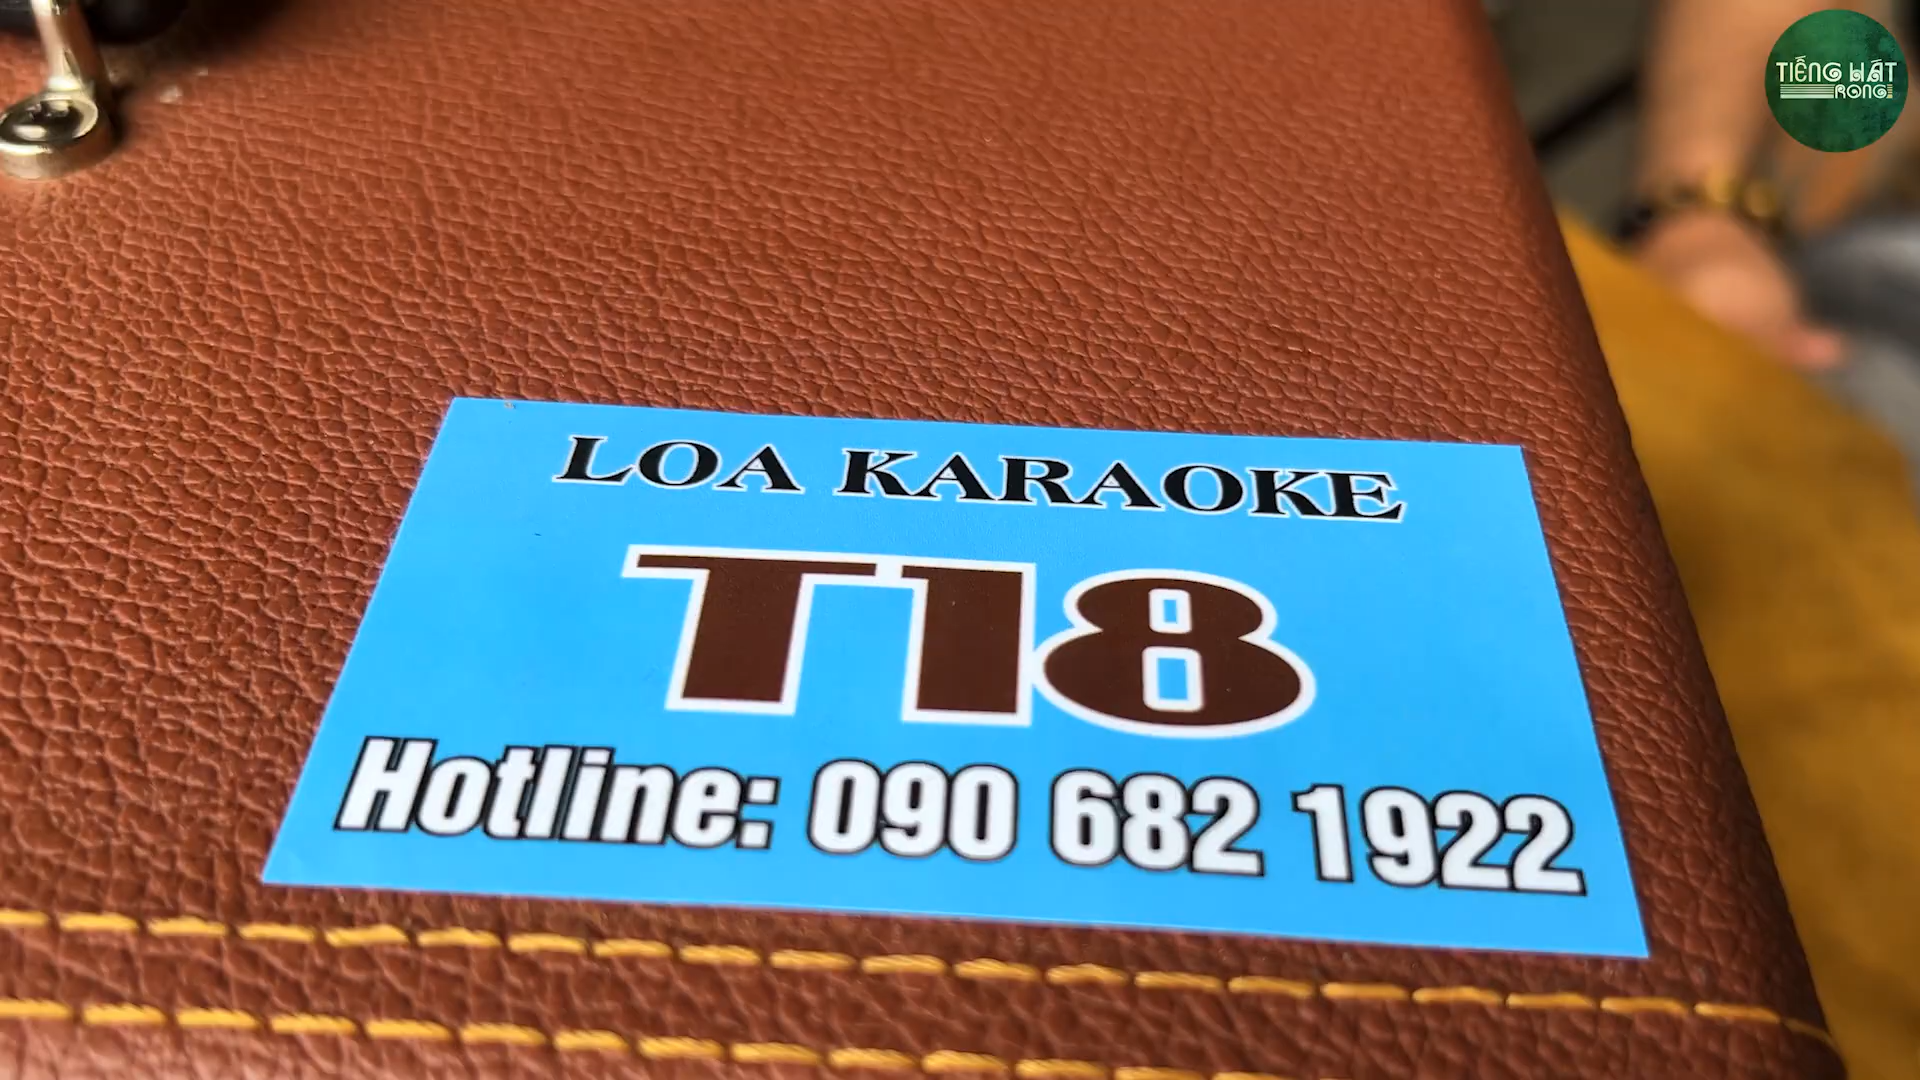 TIẾNG HÁT
RONG
LOA KARAOKE
T18
Hotline: 090 682 1922